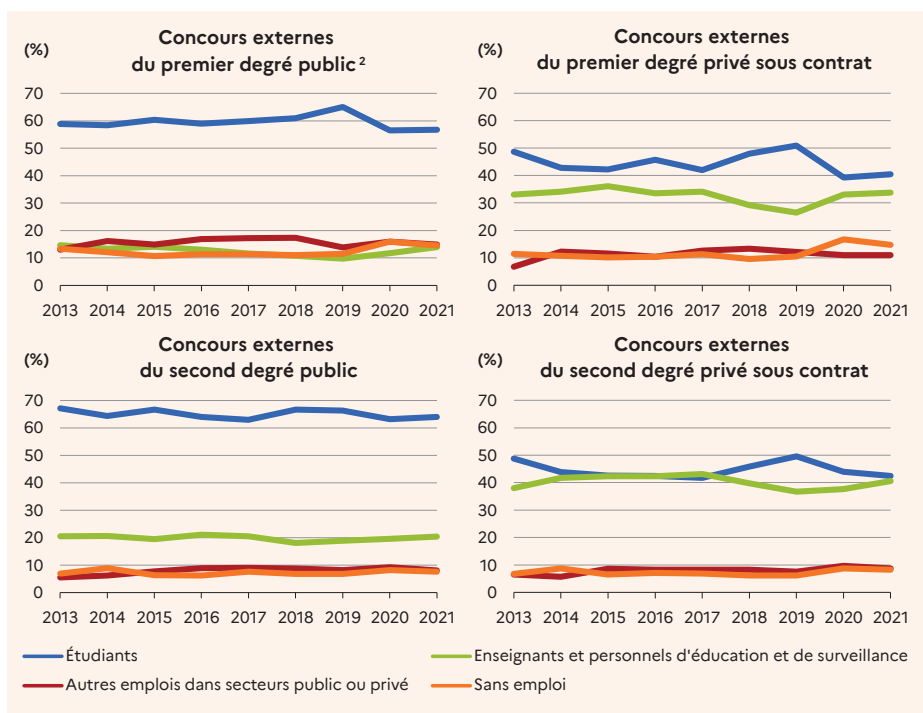 Concours externes
du premier degré public ²
(%)
70
60
50
40
30
20
10
0
2013 2014 2015 2016 2017 2018 2019 2020 2021
Concours externes
du premier degré privé sous contrat
(%)
70
60
50
40
30
20
10
0
2013 2014 2015 2016 2017 2018 2019 2020 2021
Concours externes
du second degré public
(%)
70
60
50
40
30
20
10
0
2013 2014 2015 2016 2017 2018 2019 2020 2021
Concours externes
du second degré privé sous contrat
(%)
70
60
50
40
30
20
10
0
2013 2014 2015 2016 2017 2018 2019 2020 2021
Étudiants
Enseignants et personnels d'éducation et de surveillance
Autres emplois dans secteurs public ou privé
Sans emploi